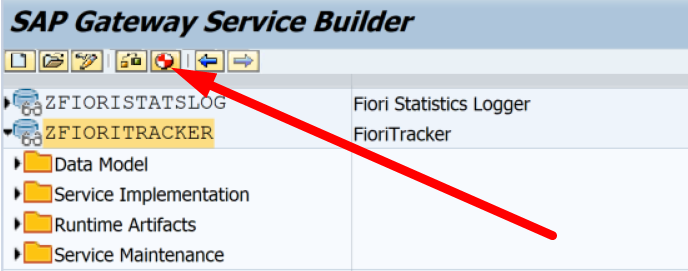 SAP Gateway Service Builder
ZFIORISTATSLOG Fiori Statistics Logger
ZFIORITRACKER FioriTracker
Data Model
Service Implementation
Runtime Artifacts
Service Maintenance